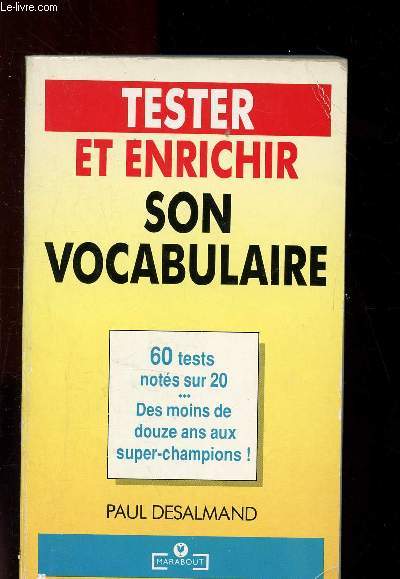 Le-livre.com
TESTER
ET ENRICHIR
SON
VOCABULAIRE
60 tests
notés sur 20
***
Des moins de
douze ans aux
super-champions !
PAUL DESALMAND
MARABOUT